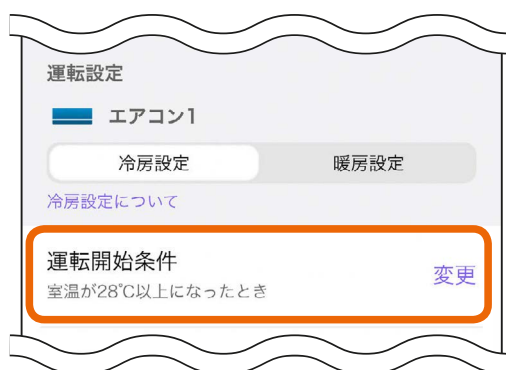 運転設定
エアコン1
冷房設定 暖房設定
冷房設定について
運転開始条件
変更
室温が28℃以上になったとき